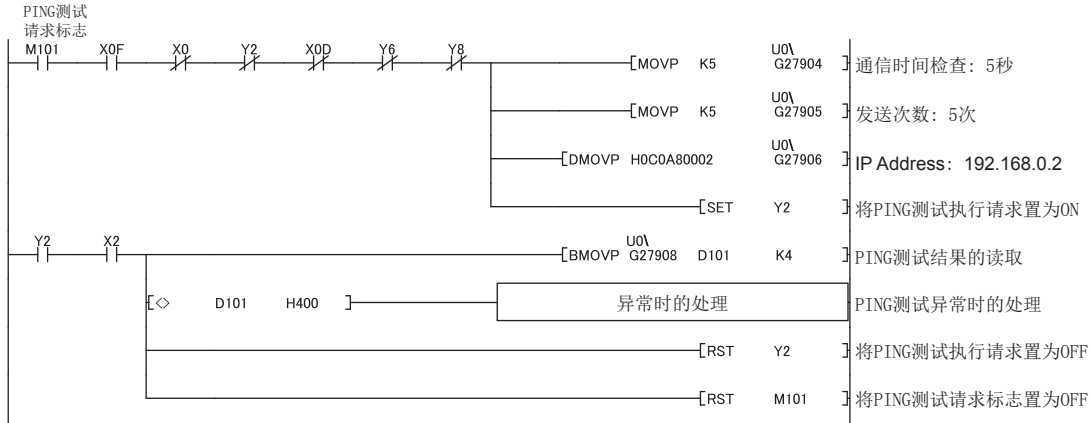 PING测试
请求标志
M101 X0F X0 Y2 X0D Y6 Y8
[MOVP K5 U0\G27904] 通信时间检查: 5秒
[MOVP K5 U0\G27905] 发送次数: 5次
[DMOVP H0C0A80002 U0\G27906] IP Address: 192.168.0.2
[SET Y2] 将PING测试执行请求置为ON
Y2 X2
[BMOVP U0\G27908 D101 K4] PING测试结果的读取
[<> D101 H400] 异常时的处理 PING测试异常时的处理
[RST Y2] 将PING测试执行请求置为OFF
[RST M101] 将PING测试请求标志置为OFF